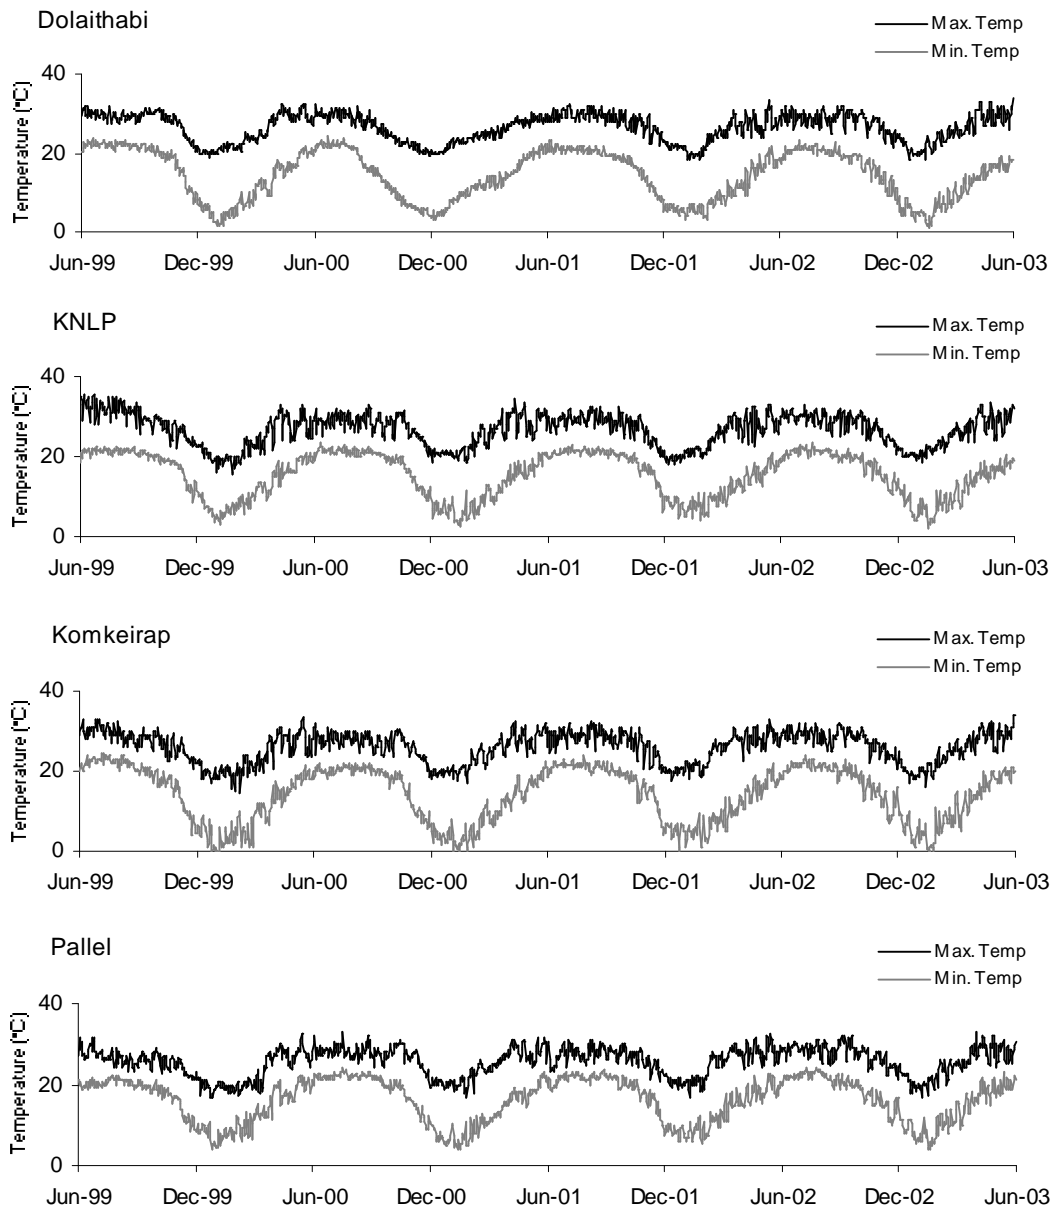 Dolaithabi
Max. Temp
Min. Temp
Temperature (°C)
40
20
0
Jun-99 Dec-99 Jun-00 Dec-00 Jun-01 Dec-01 Jun-02 Dec-02 Jun-03
KNLP
Max. Temp
Min. Temp
Temperature (°C)
40
20
0
Jun-99 Dec-99 Jun-00 Dec-00 Jun-01 Dec-01 Jun-02 Dec-02 Jun-03
Komkeirap
Max. Temp
Min. Temp
Temperature (°C)
40
20
0
Jun-99 Dec-99 Jun-00 Dec-00 Jun-01 Dec-01 Jun-02 Dec-02 Jun-03
Pallel
Max. Temp
Min. Temp
Temperature (°C)
40
20
0
Jun-99 Dec-99 Jun-00 Dec-00 Jun-01 Dec-01 Jun-02 Dec-02 Jun-03